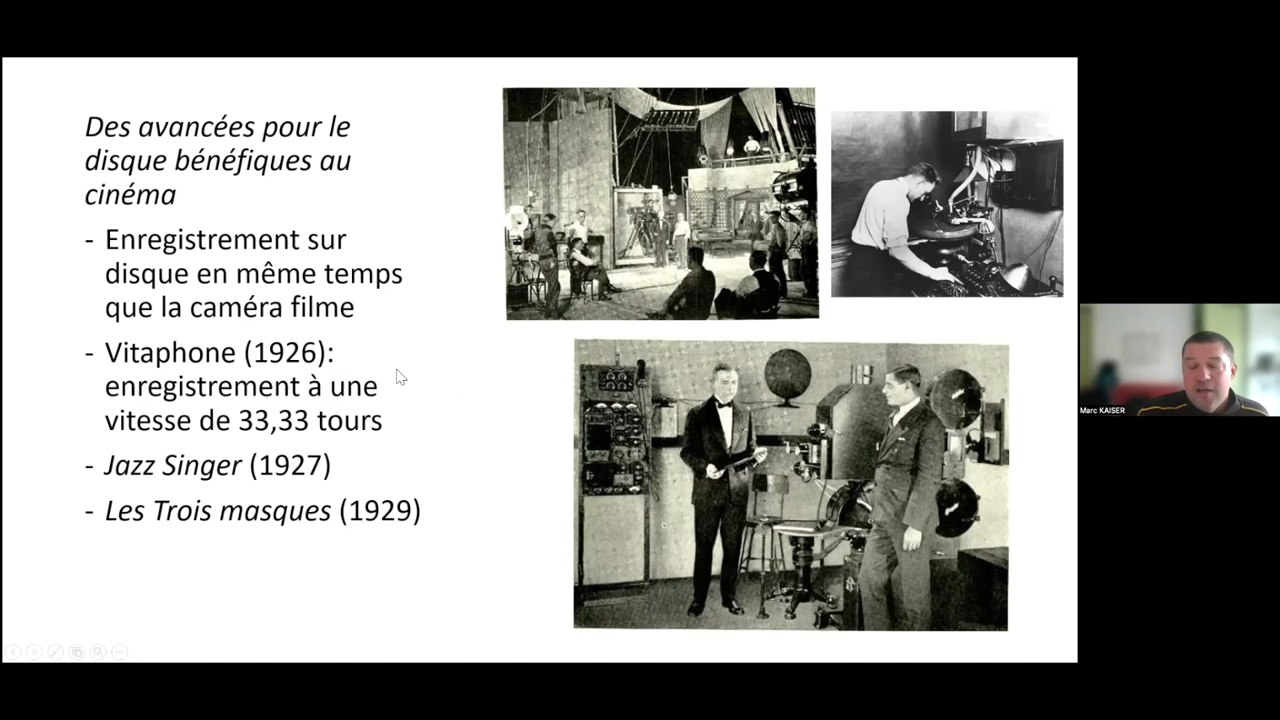 Des avancées pour le
disque bénéfiques au
cinéma
- Enregistrement sur
disque en même temps
que la caméra filme
- Vitaphone (1926):
enregistrement à une
vitesse de 33,33 tours
- Jazz Singer (1927)
- Les Trois masques (1929)
Marc KAISER